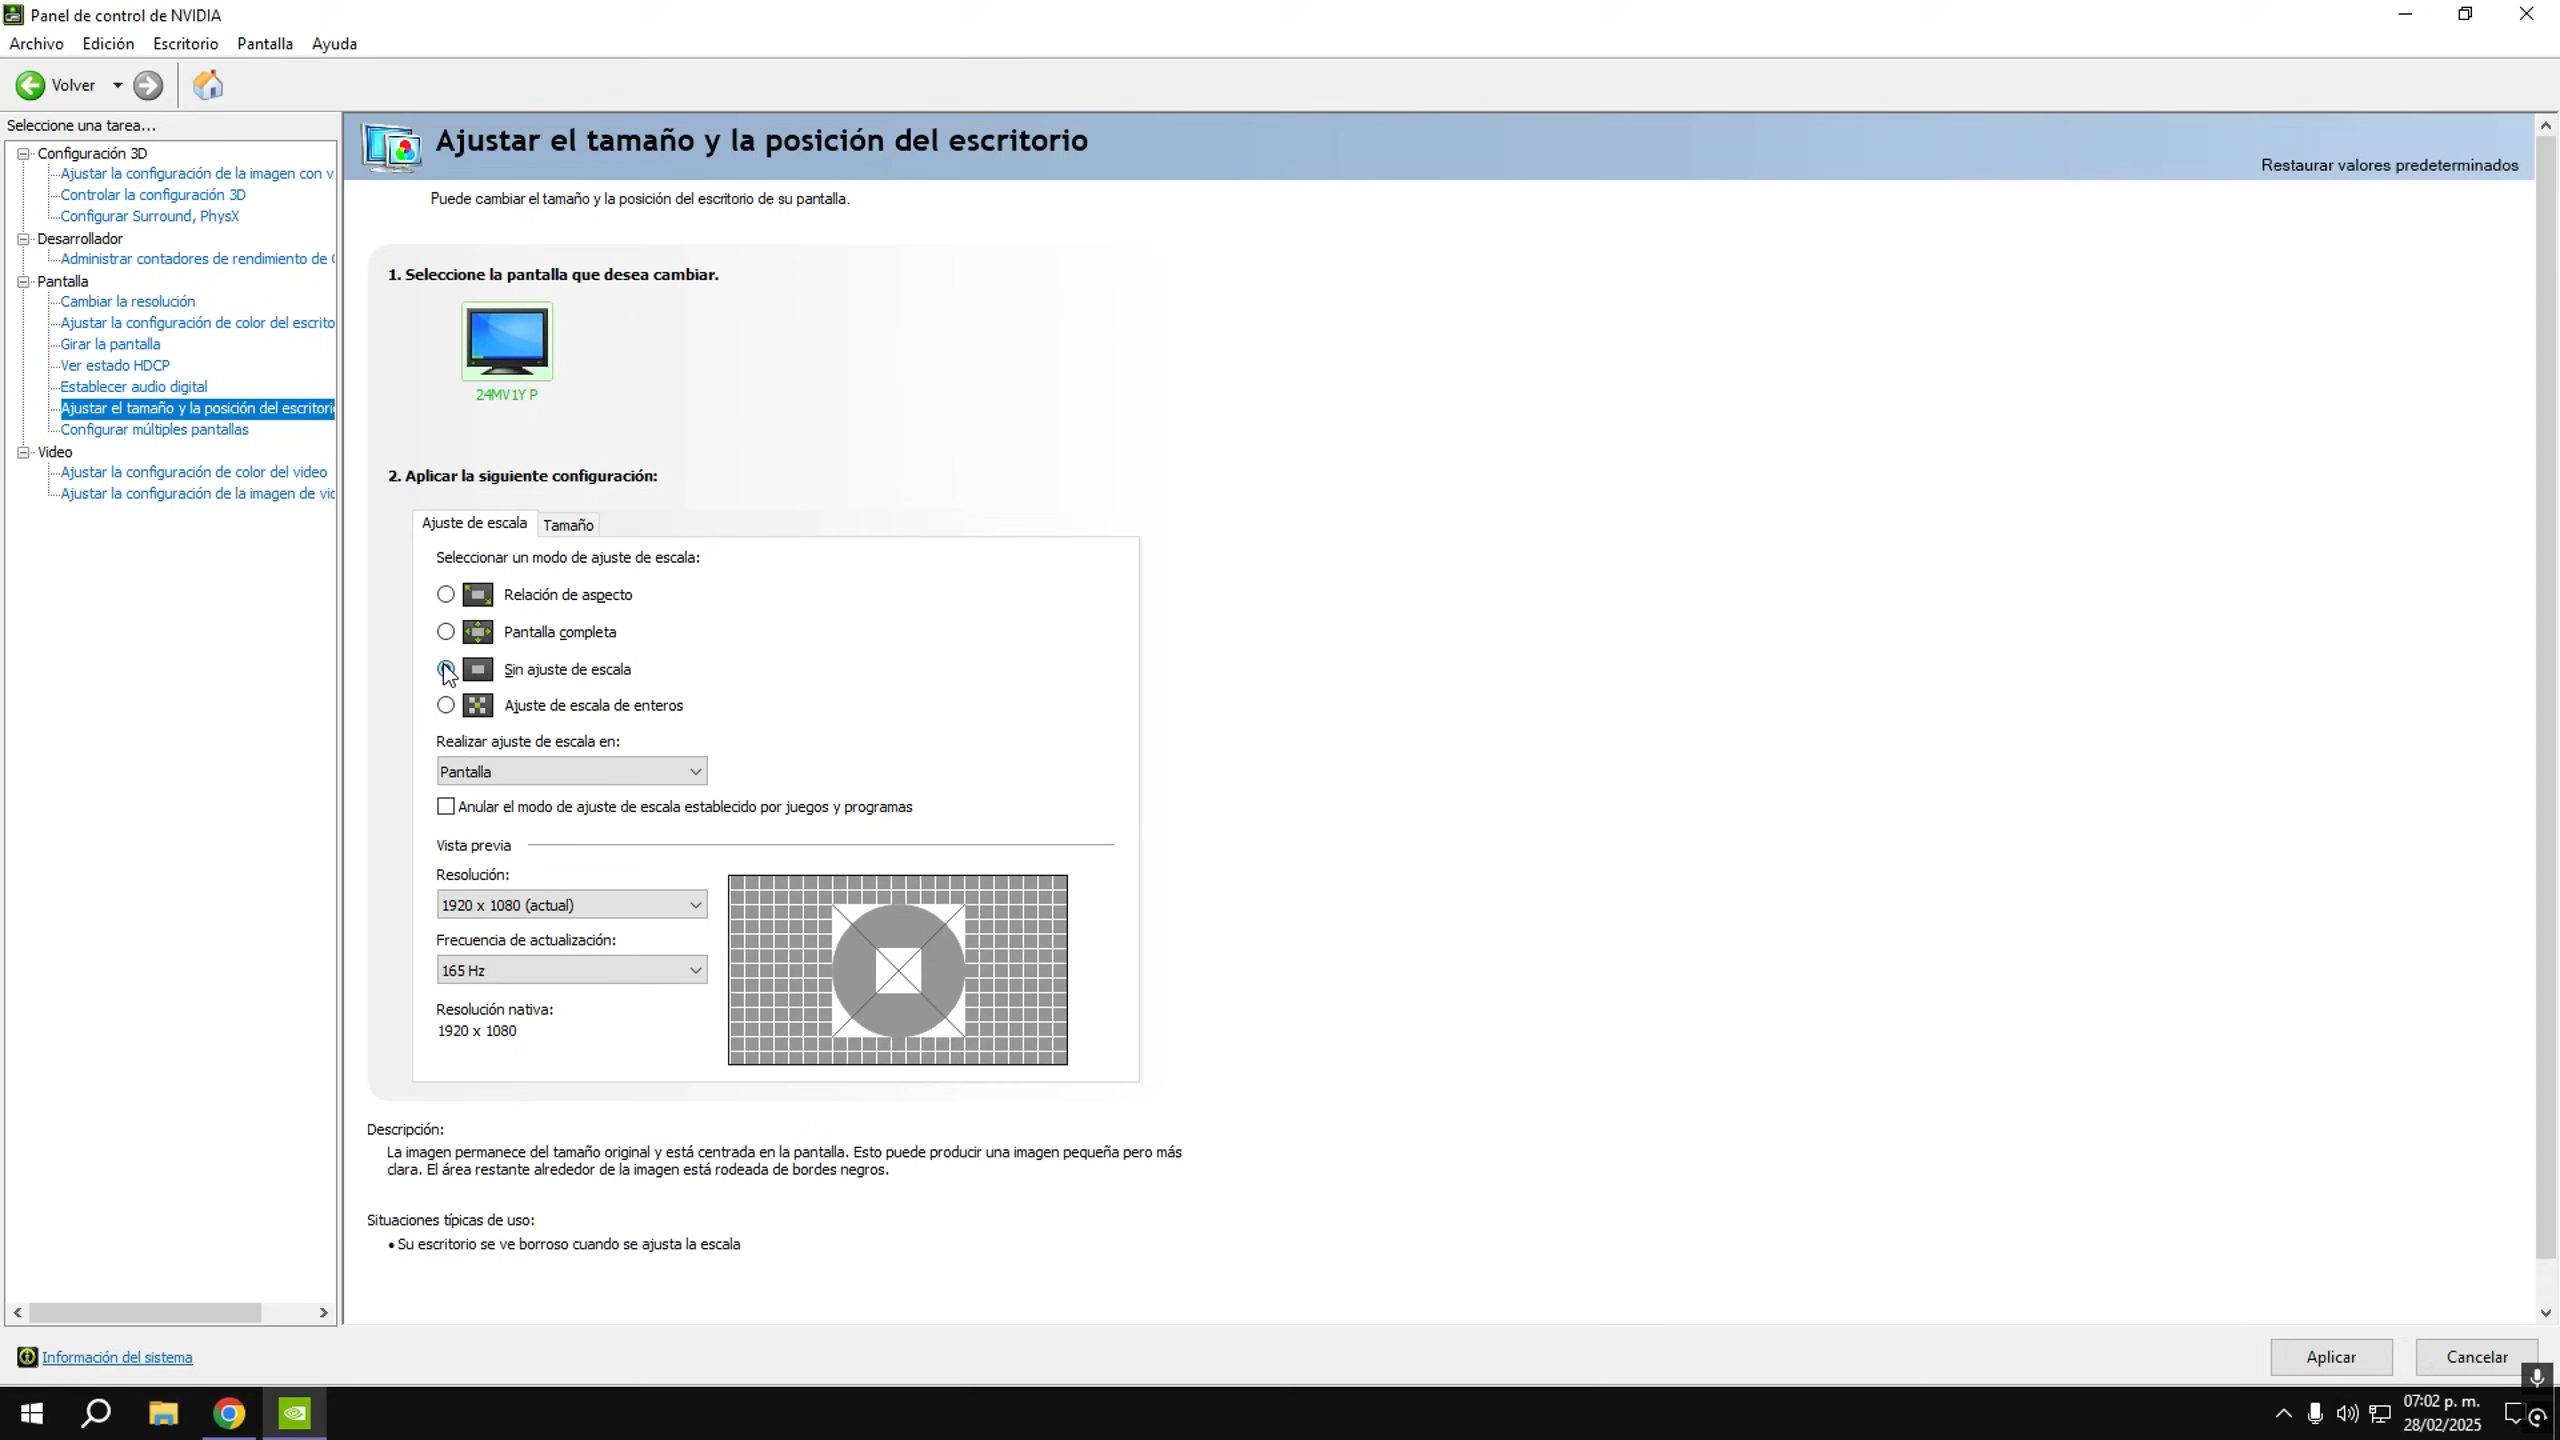 Panel de control de NVIDIA
Archivo Edición Escritorio Pantalla Ayuda
Volver
Seleccione una tarea...
Configuración 3D
Ajustar la configuración de la imagen con v
Controlar la configuración 3D
Configurar Surround, PhysX
Desarrollador
Administrar contadores de rendimiento de
Pantalla
Cambiar la resolución
Ajustar la configuración de color del escrito
Girar la pantalla
Ver estado HDCP
Establecer audio digital
Ajustar el tamaño y la posición del escritori
Configurar múltiples pantallas
Video
Ajustar la configuración de color del video
Ajustar la configuración de la imagen de vi
Ajustar el tamaño y la posición del escritorio
Restaurar valores predeterminados
Puede cambiar el tamaño y la posición del escritorio de su pantalla.
1. Seleccione la pantalla que desea cambiar.
24MV1Y P
2. Aplicar la siguiente configuración:
Ajuste de escala Tamaño
Seleccionar un modo de ajuste de escala:
Relación de aspecto
Pantalla completa
Sin ajuste de escala
Ajuste de escala de enteros
Realizar ajuste de escala en:
Pantalla
Anular el modo de ajuste de escala establecido por juegos y programas
Vista previa
Resolución:
1920 x 1080 (actual)
Frecuencia de actualización:
165 Hz
Resolución nativa:
1920 x 1080
Descripción:
La imagen permanece del tamaño original y está centrada en la pantalla. Esto puede producir una imagen pequeña pero más
clara. El área restante alrededor de la imagen está rodeada de bordes negros.
Situaciones típicas de uso:
• Su escritorio se ve borroso cuando se ajusta la escala
Información del sistema
Aplicar Cancelar
07:02 p. m.
28/02/2025